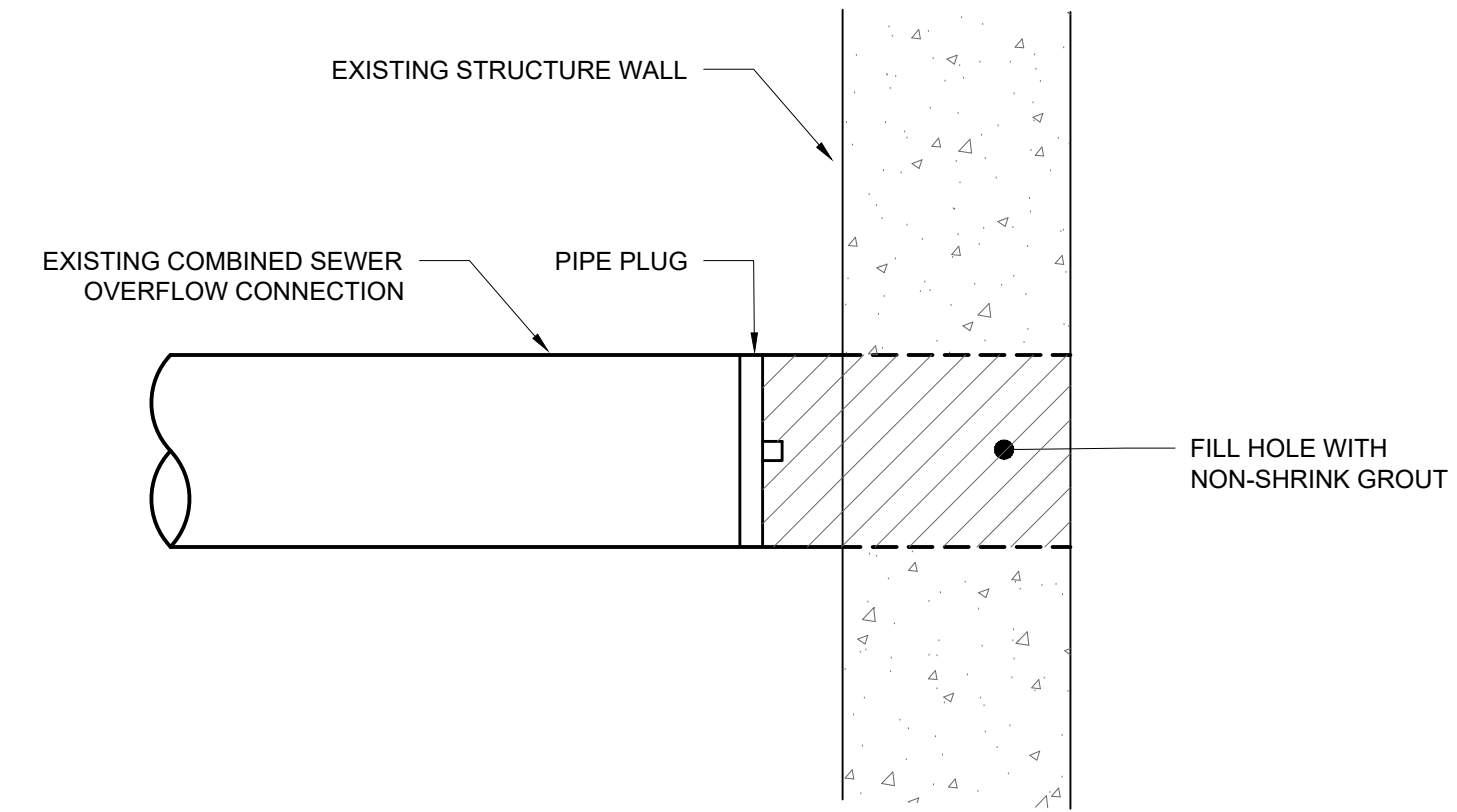 EXISTING STRUCTURE WALL
EXISTING COMBINED SEWER
OVERFLOW CONNECTION
PIPE PLUG
FILL HOLE WITH
NON-SHRINK GROUT